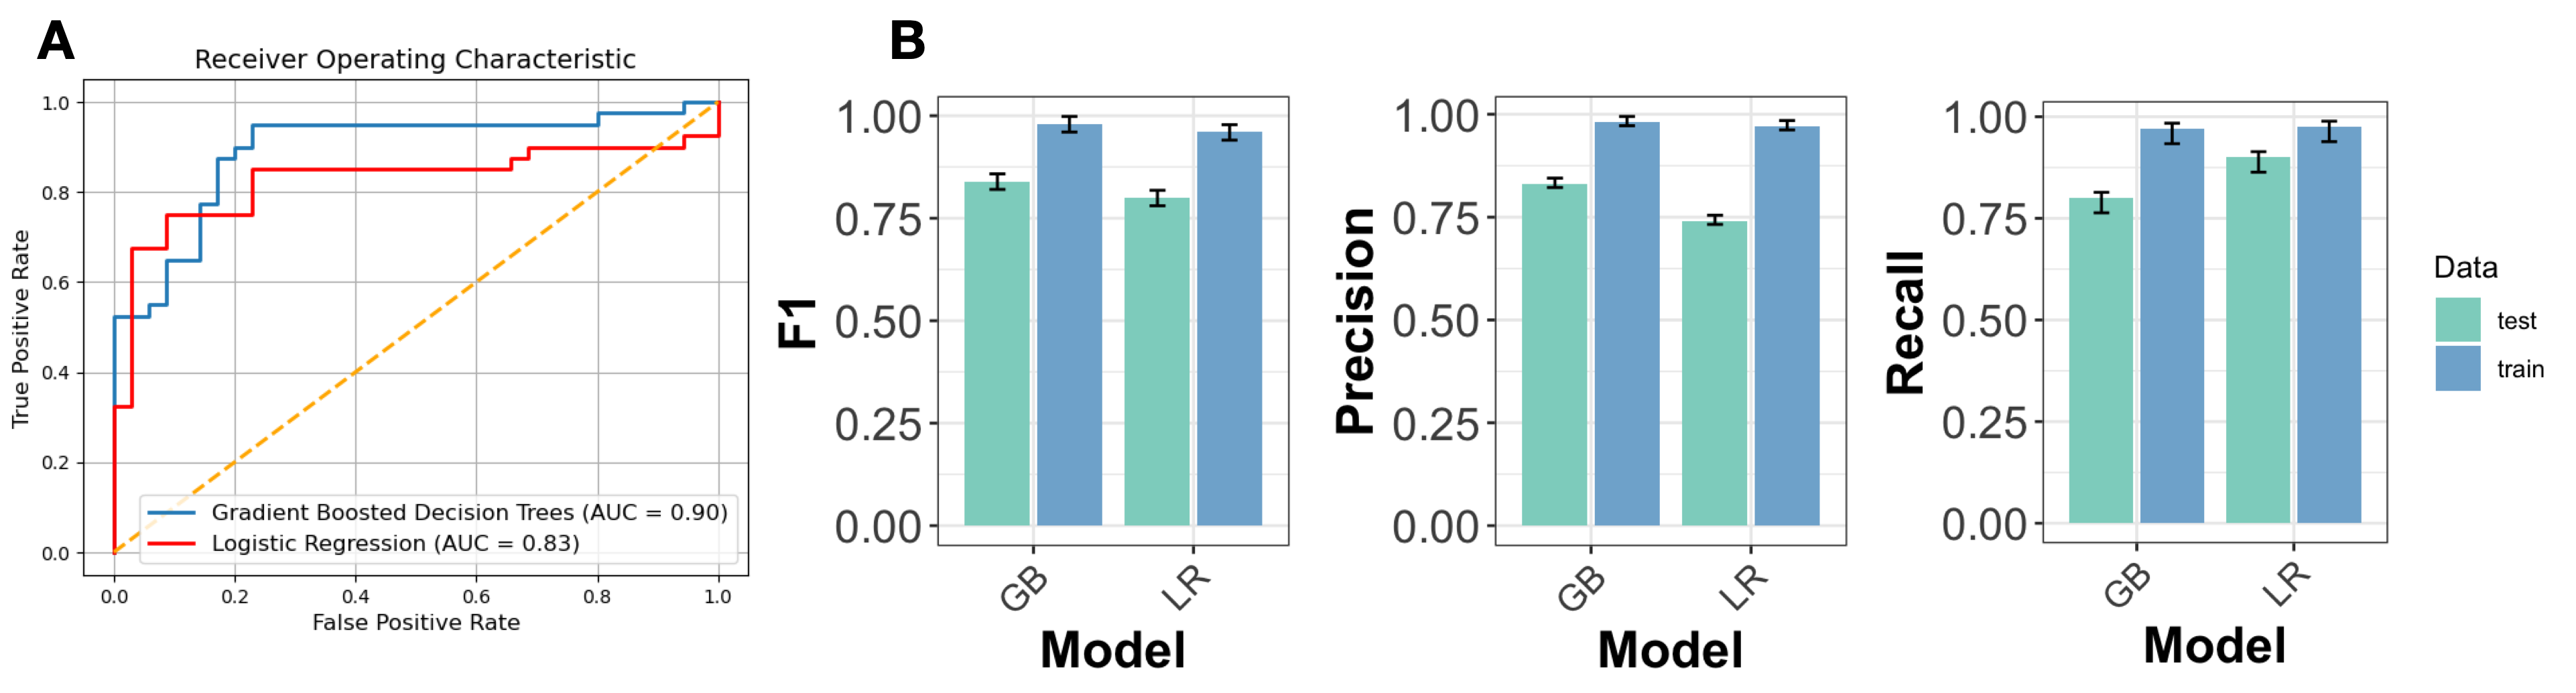 A
Receiver Operating Characteristic
1.0
0.8
0.6
0.4
0.2
0.0
True Positive Rate
Gradient Boosted Decision Trees (AUC = 0.90)
Logistic Regression (AUC = 0.83)
0.0 0.2 0.4 0.6 0.8 1.0
False Positive Rate
B
F1
1.00
0.75
0.50
0.25
0.00
GB LR
Model
Precision
1.00
0.75
0.50
0.25
0.00
GB LR
Model
Recall
1.00
0.75
0.50
0.25
0.00
GB LR
Model
Data
test
train